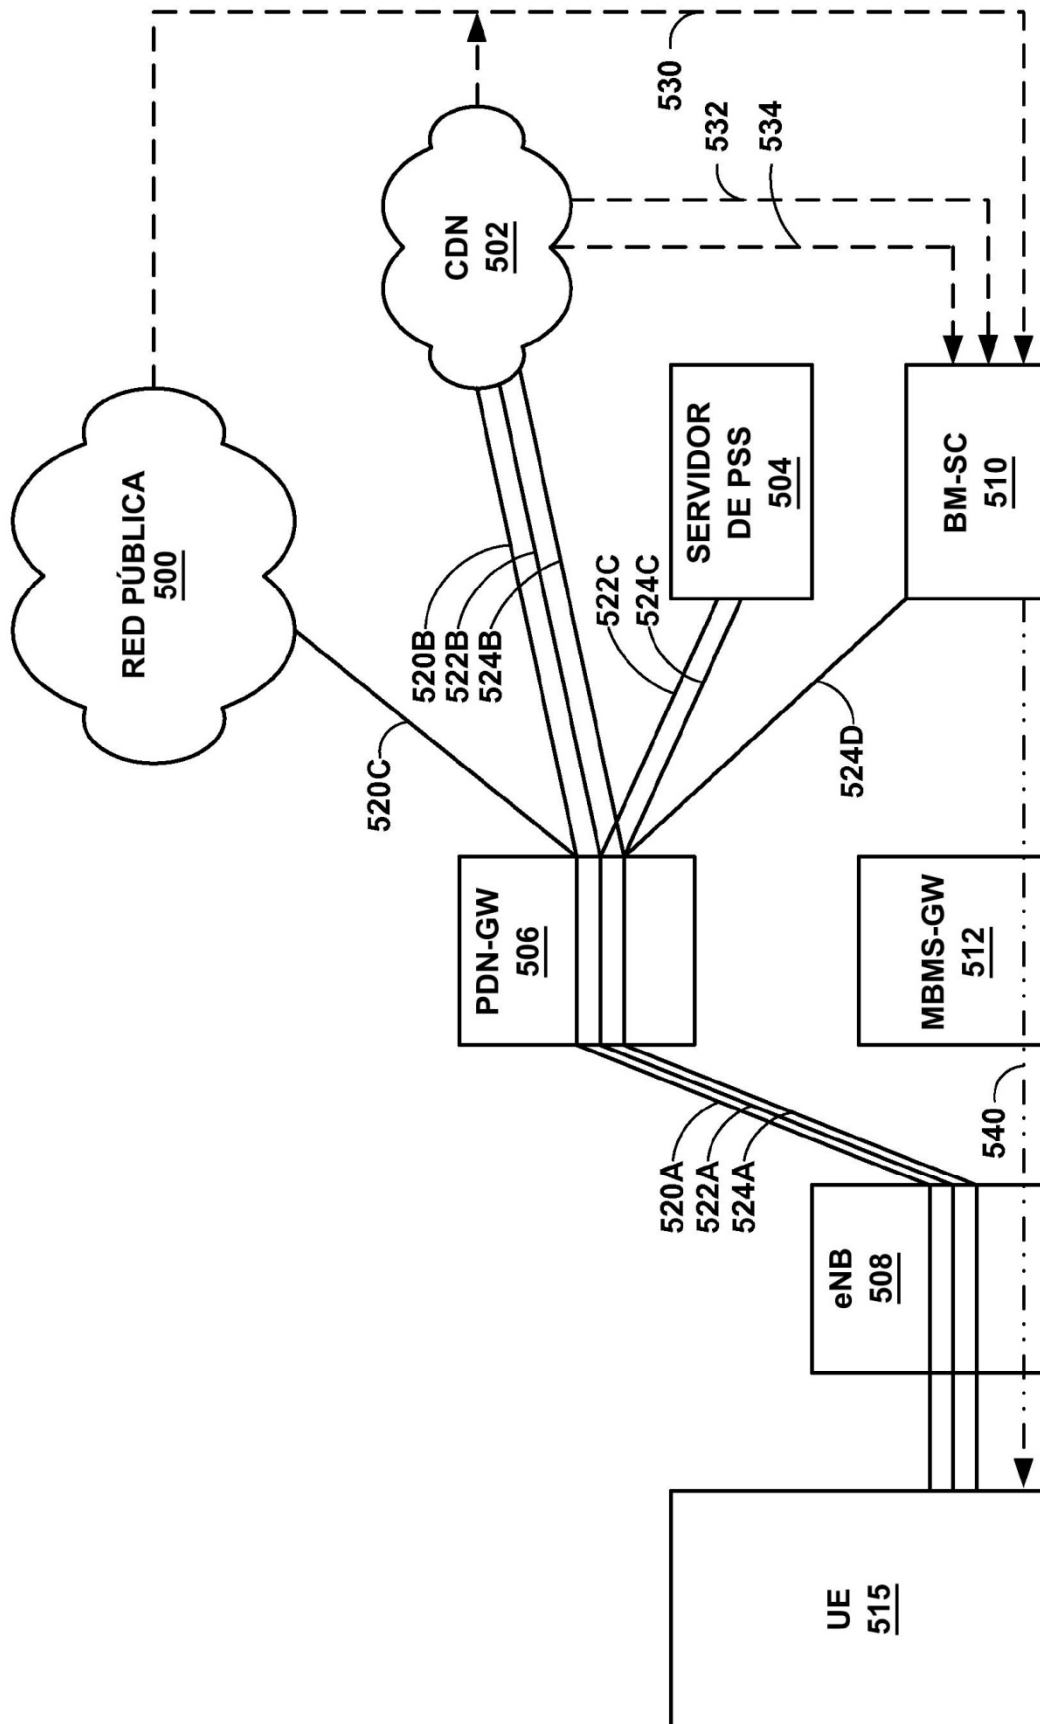 RED PÚBLICA
500
520C
520B
522B
524B
CDN
502
PDN-GW
506
522C
524C
530
532
534
520A
522A
524A
SERVIDOR
DE PSS
504
UE
515
eNB
508
524D
MBMS-GW
512
BM-SC
510
540